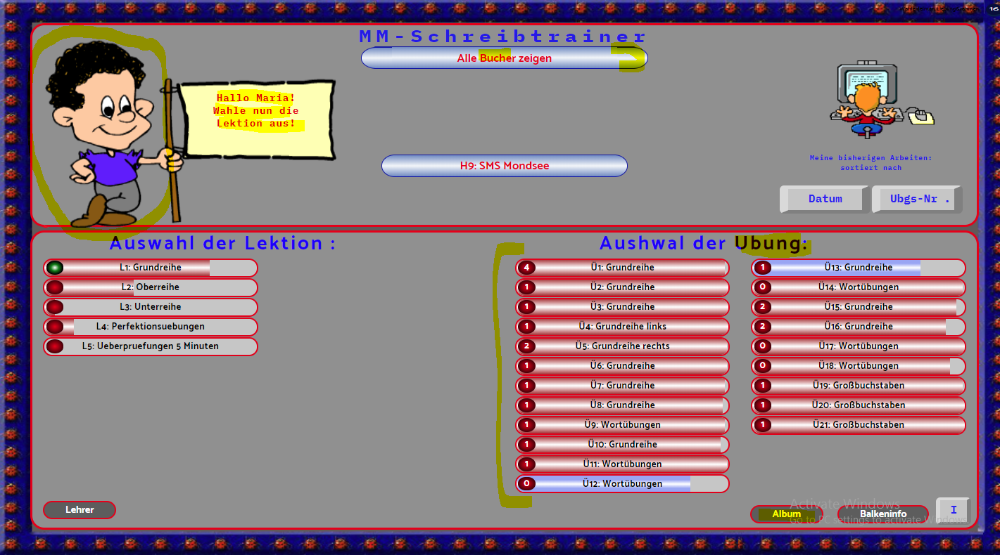 16
MM-Schreibtrainer
Alle Bucher zeigen
Hallo Maria!
Wahle nun die
Lektion aus!
H9: SMS Mondsee
Meine bisherigen Arbeiten:
sortiert nach
Datum
Ubgs-Nr .
Auswahl der Lektion :
L1: Grundreihe
L2: Oberreihe
L3: Unterreihe
L4: Perfektionsuebungen
L5: Ueberpruefungen 5 Minuten
Aushwal der Ubung:
4 Ü1: Grundreihe
1 Ü2: Grundreihe
1 Ü3: Grundreihe
1 Ü4: Grundreihe links
2 Ü5: Grundreihe rechts
1 Ü6: Grundreihe
1 Ü7: Grundreihe
1 Ü8: Grundreihe
1 Ü9: Wortübungen
1 Ü10: Grundreihe
1 Ü11: Wortübungen
0 Ü12: Wortübungen
1 Ü13: Grundreihe
0 Ü14: Wortübungen
2 Ü15: Grundreihe
2 Ü16: Grundreihe
0 Ü17: Wortübungen
0 Ü18: Wortübungen
1 Ü19: Großbuchstaben
1 Ü20: Großbuchstaben
1 Ü21: Großbuchstaben
Lehrer
Album
Balkeninfo
I
Activate Windows
Go to PC settings to activate Windows.